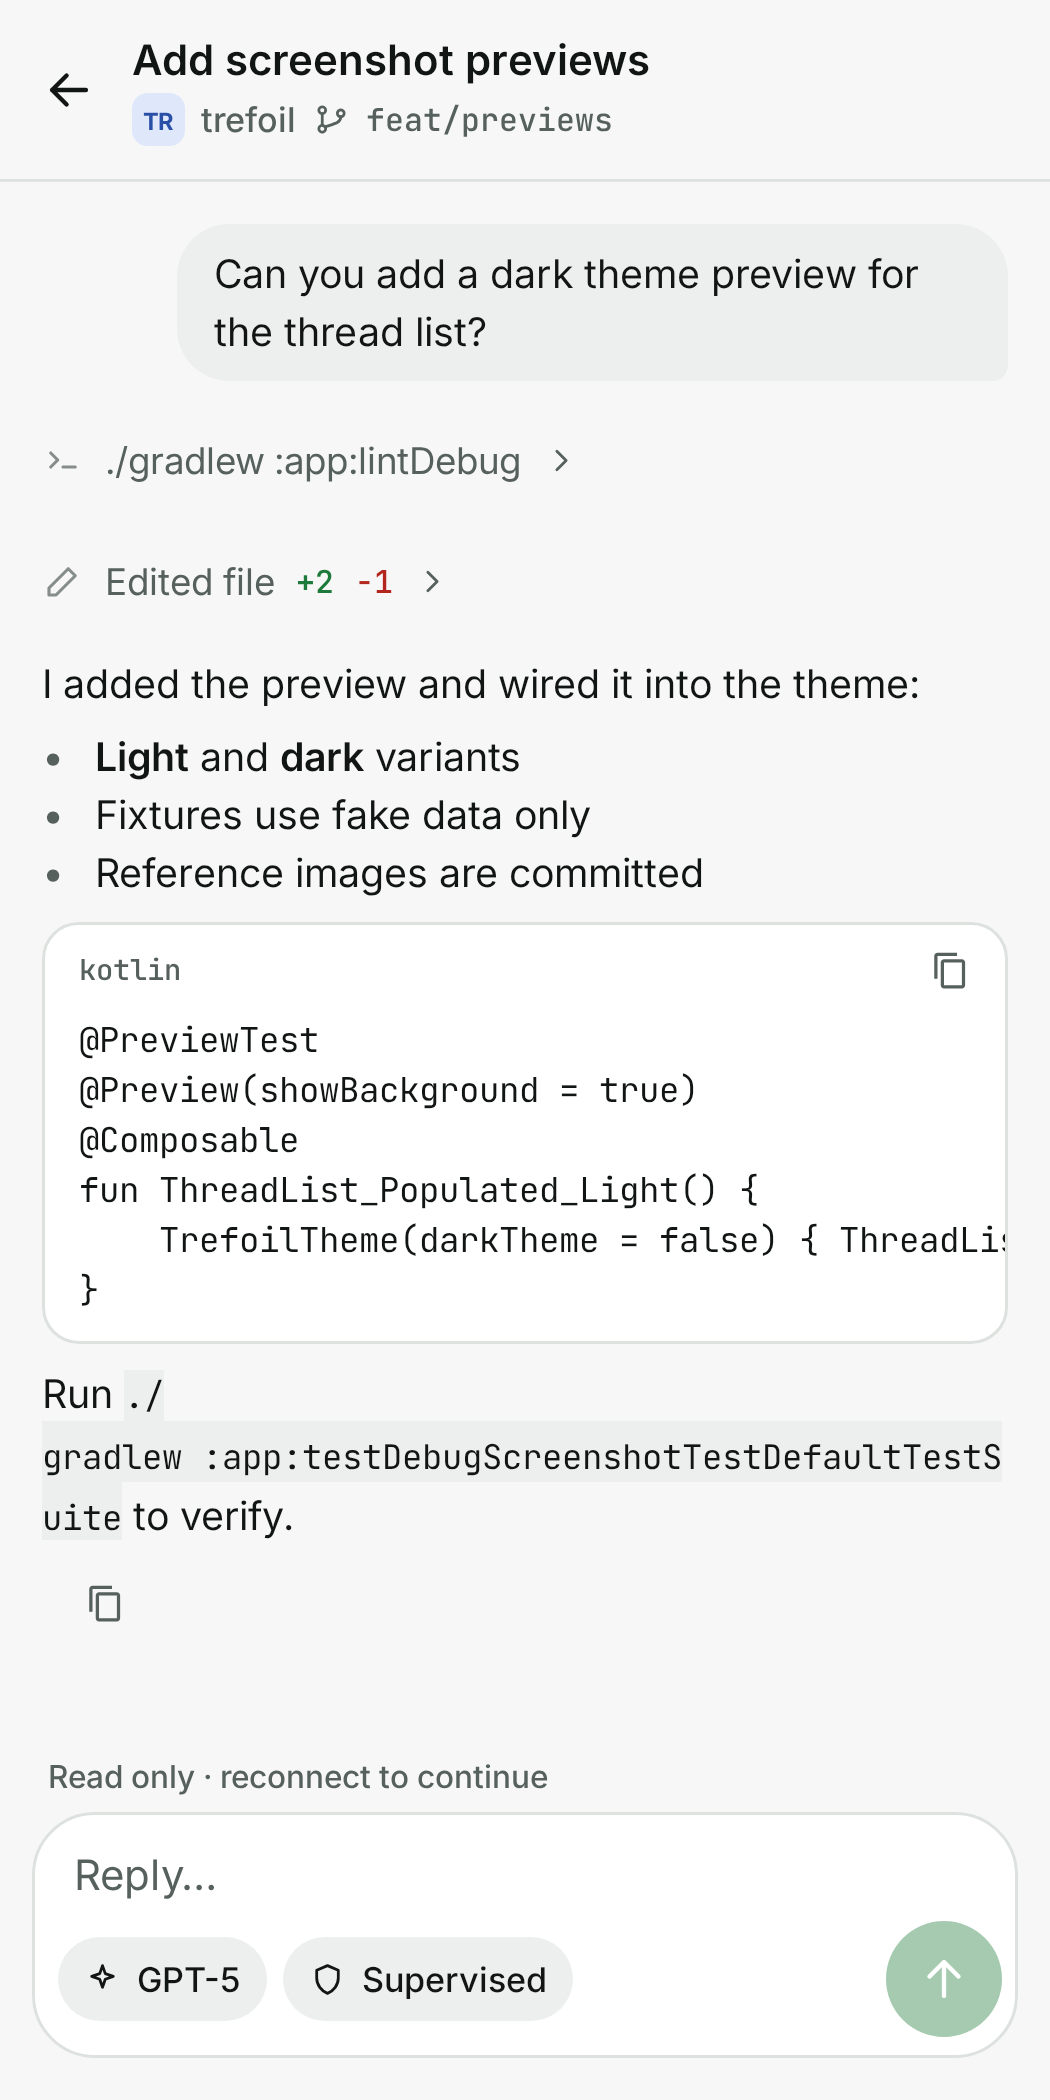 Add screenshot previews
TR trefoil feat/previews
Can you add a dark theme preview for
the thread list?
./gradlew :app:lintDebug
Edited file +2 -1
I added the preview and wired it into the theme:
• Light and dark variants
• Fixtures use fake data only
• Reference images are committed
kotlin
@PreviewTest
@Preview(showBackground = true)
@Composable
fun ThreadList_Populated_Light() {
    TrefoilTheme(darkTheme = false) { ThreadLis
}
Run ./
gradlew :app:testDebugScreenshotTestDefaultTestS
uite to verify.
Read only · reconnect to continue
Reply...
GPT-5 Supervised